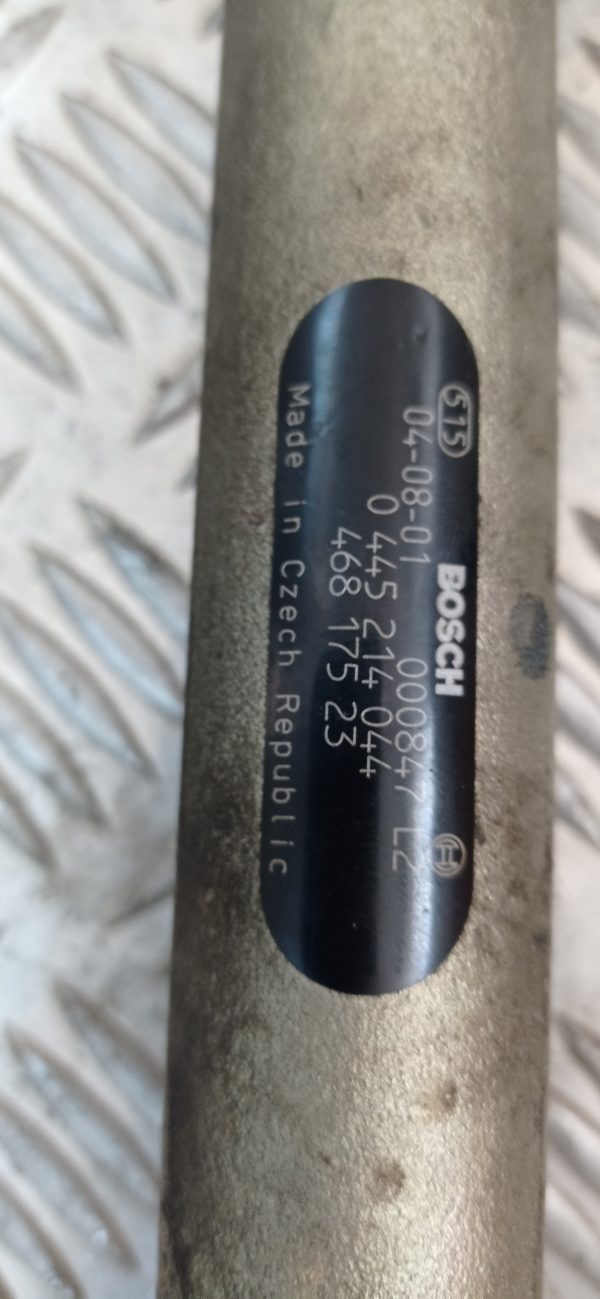 515 BOSCH
04-08-01 000847 L2
0 445 214 044
468 175 23
Made in Czech Republic